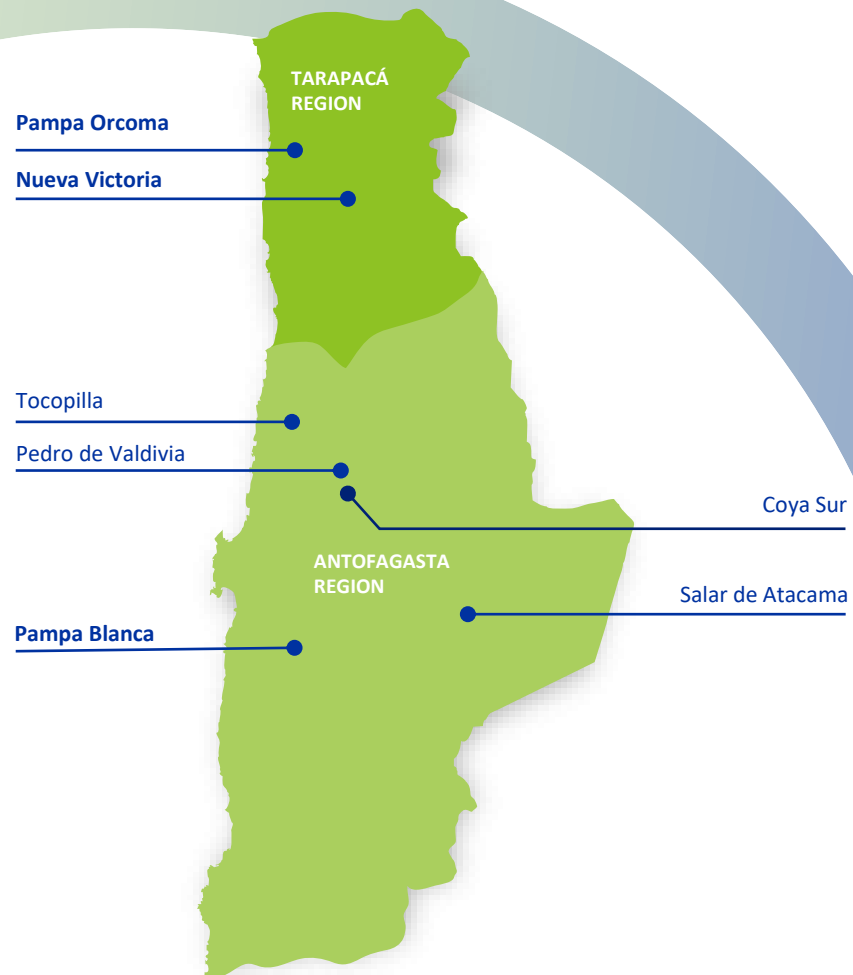 TARAPACÁ
REGION
Pampa Orcoma
Nueva Victoria
Tocopilla
Pedro de Valdivia
Coya Sur
ANTOFAGASTA
REGION
Salar de Atacama
Pampa Blanca